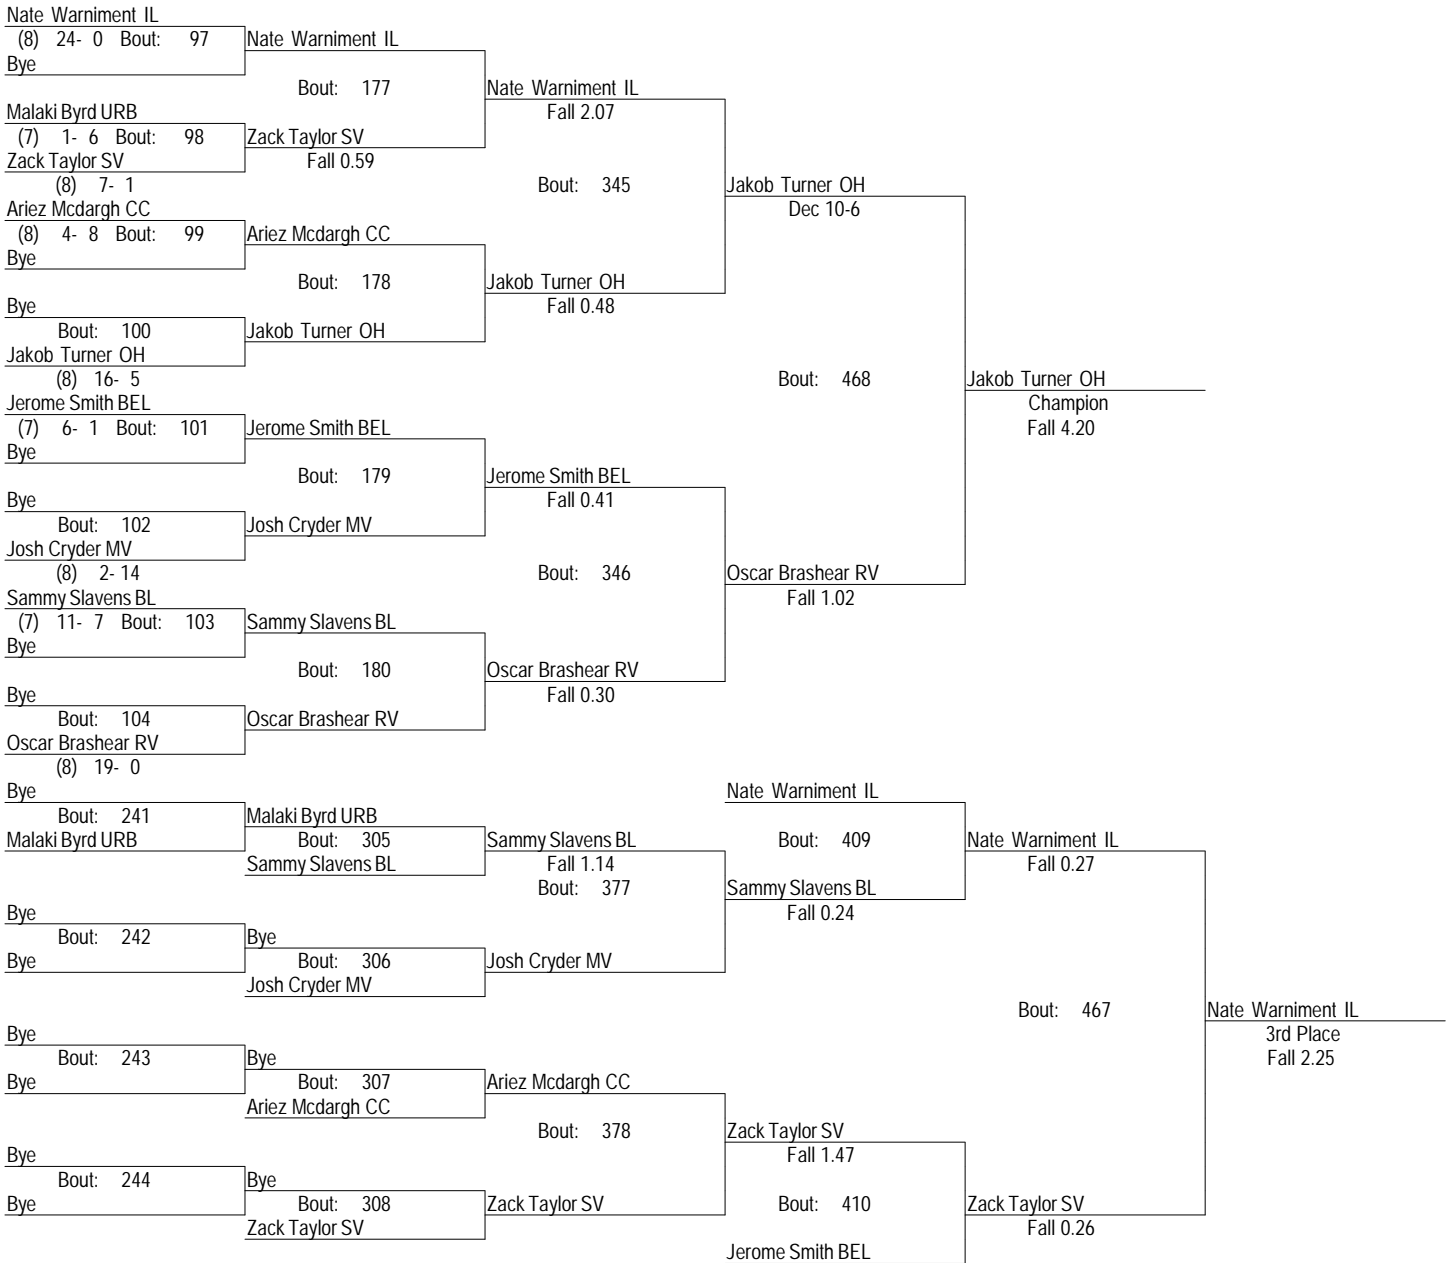 Nate Warniment IL
(8) 24- 0 Bout: 97 Nate Warniment IL
Bye
Bout: 177 Nate Warniment IL
Malaki Byrd URB Fall 2.07
(7) 1- 6 Bout: 98 Zack Taylor SV
Zack Taylor SV Fall 0.59
(8) 7- 1 Bout: 345 Jakob Turner OH
Ariez Mcdargh CC Dec 10-6
(8) 4- 8 Bout: 99 Ariez Mcdargh CC
Bye
Bout: 178 Jakob Turner OH
Bye Fall 0.48
Bout: 100 Jakob Turner OH
Jakob Turner OH
(8) 16- 5 Bout: 468 Jakob Turner OH
Jerome Smith BEL Champion
(7) 6- 1 Bout: 101 Jerome Smith BEL Fall 4.20
Bye
Bout: 179 Jerome Smith BEL
Bye Fall 0.41
Bout: 102 Josh Cryder MV
Josh Cryder MV
(8) 2- 14 Bout: 346 Oscar Brashear RV
Sammy Slavens BL Fall 1.02
(7) 11- 7 Bout: 103 Sammy Slavens BL
Bye
Bout: 180 Oscar Brashear RV
Bye Fall 0.30
Bout: 104 Oscar Brashear RV
Oscar Brashear RV
(8) 19- 0
Bye Nate Warniment IL
Bout: 241 Malaki Byrd URB
Malaki Byrd URB Bout: 305 Sammy Slavens BL Bout: 409 Nate Warniment IL
Sammy Slavens BL Fall 1.14 Fall 0.27
Bout: 377 Sammy Slavens BL
Bye Fall 0.24
Bout: 242 Bye
Bye Bout: 306 Josh Cryder MV
Josh Cryder MV
Bout: 467 Nate Warniment IL
Bye 3rd Place
Bout: 243 Bye Fall 2.25
Bye Bout: 307 Ariez Mcdargh CC
Ariez Mcdargh CC
Bout: 378 Zack Taylor SV
Bye Fall 1.47
Bout: 244 Bye
Bye Bout: 308 Zack Taylor SV Bout: 410 Zack Taylor SV
Zack Taylor SV Fall 0.26
Jerome Smith BEL